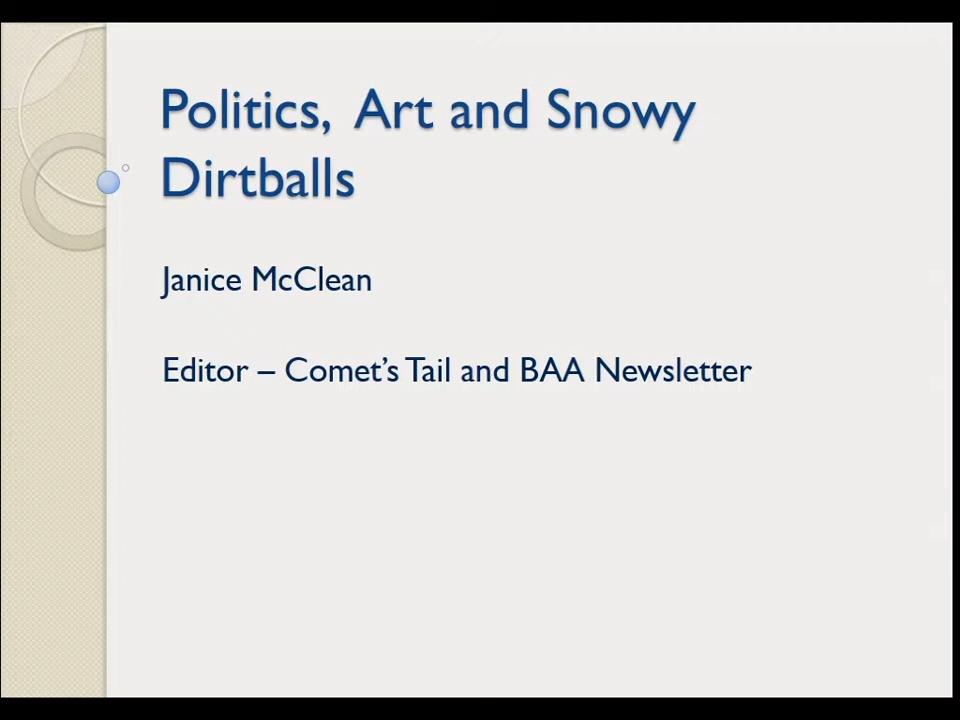 Politics, Art and Snowy
Dirtballs
Janice McClean
Editor – Comet's Tail and BAA Newsletter